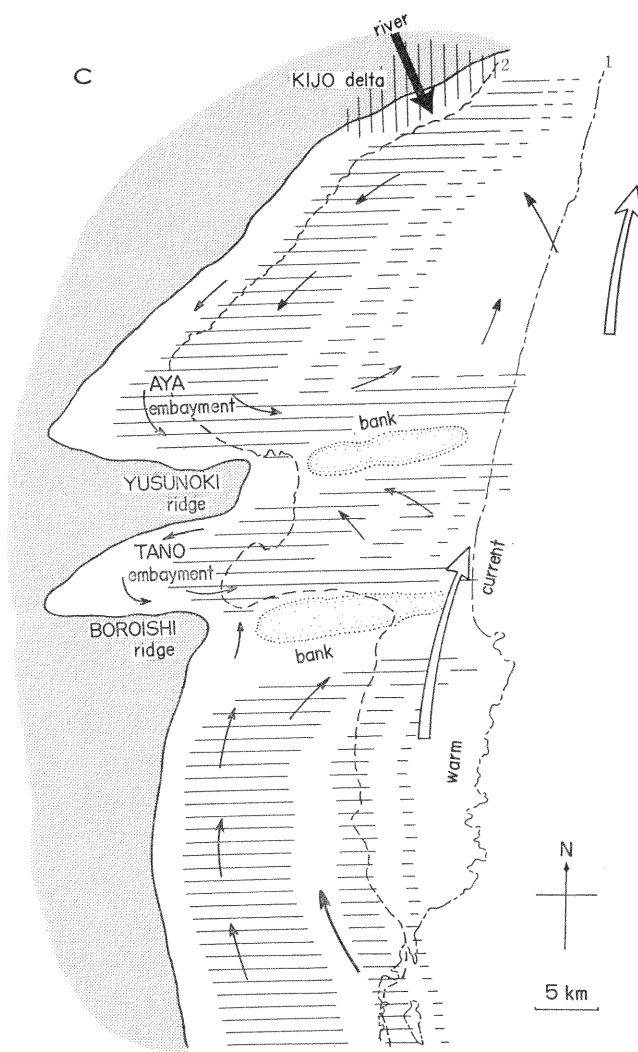 C
river
KIJO delta
2
1
AYA
embayment
bank
YUSUNOKI
ridge
TANO
embayment
BOROISHI
ridge
bank
current
warm
N
5 km